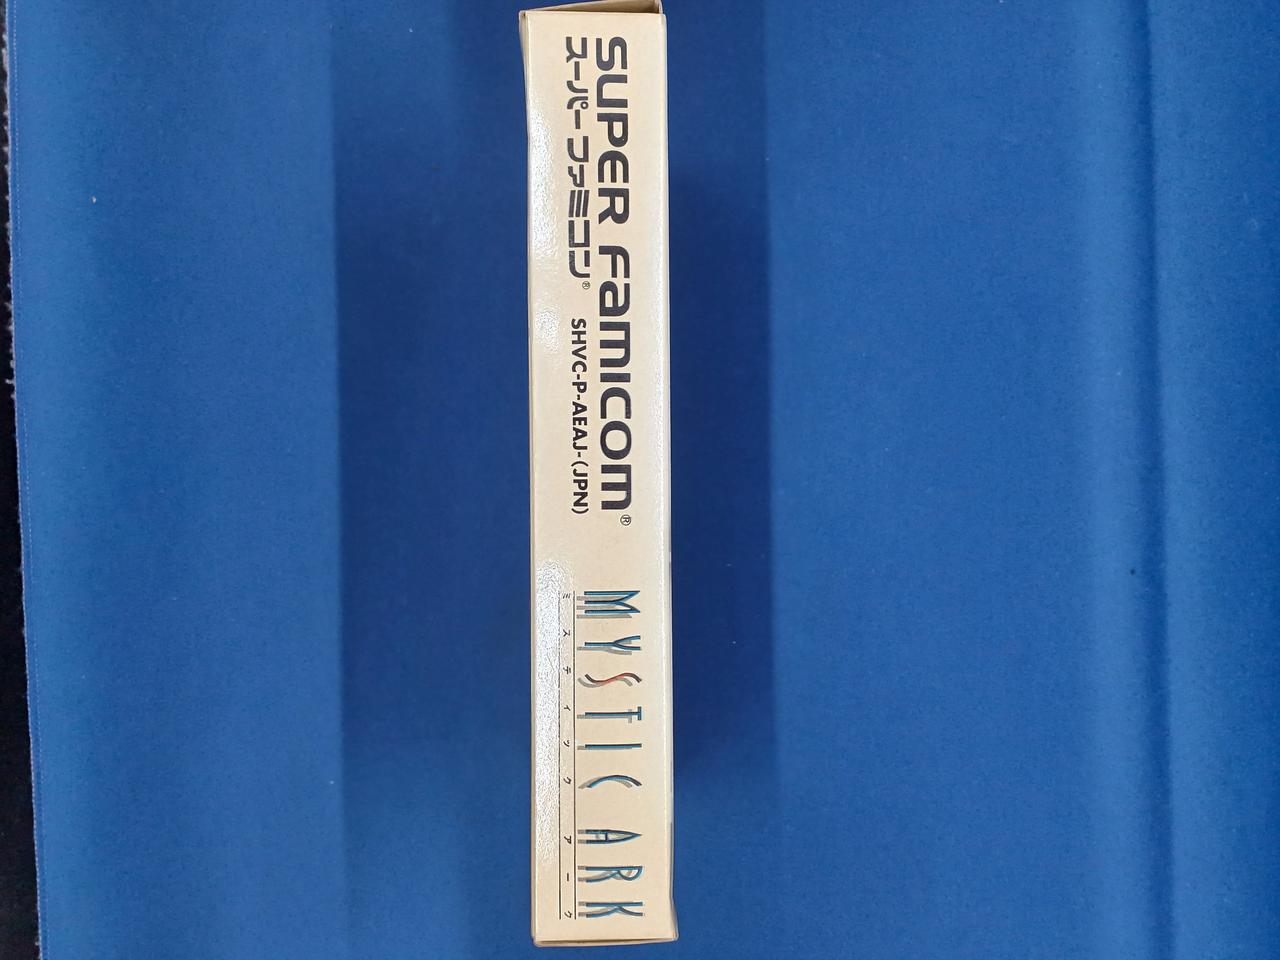 SUPER FAMICOM®
スーパーファミコン® SHVC-P-AEAJ-(JPN)
MYSTIC ARK
ミスティックアーク